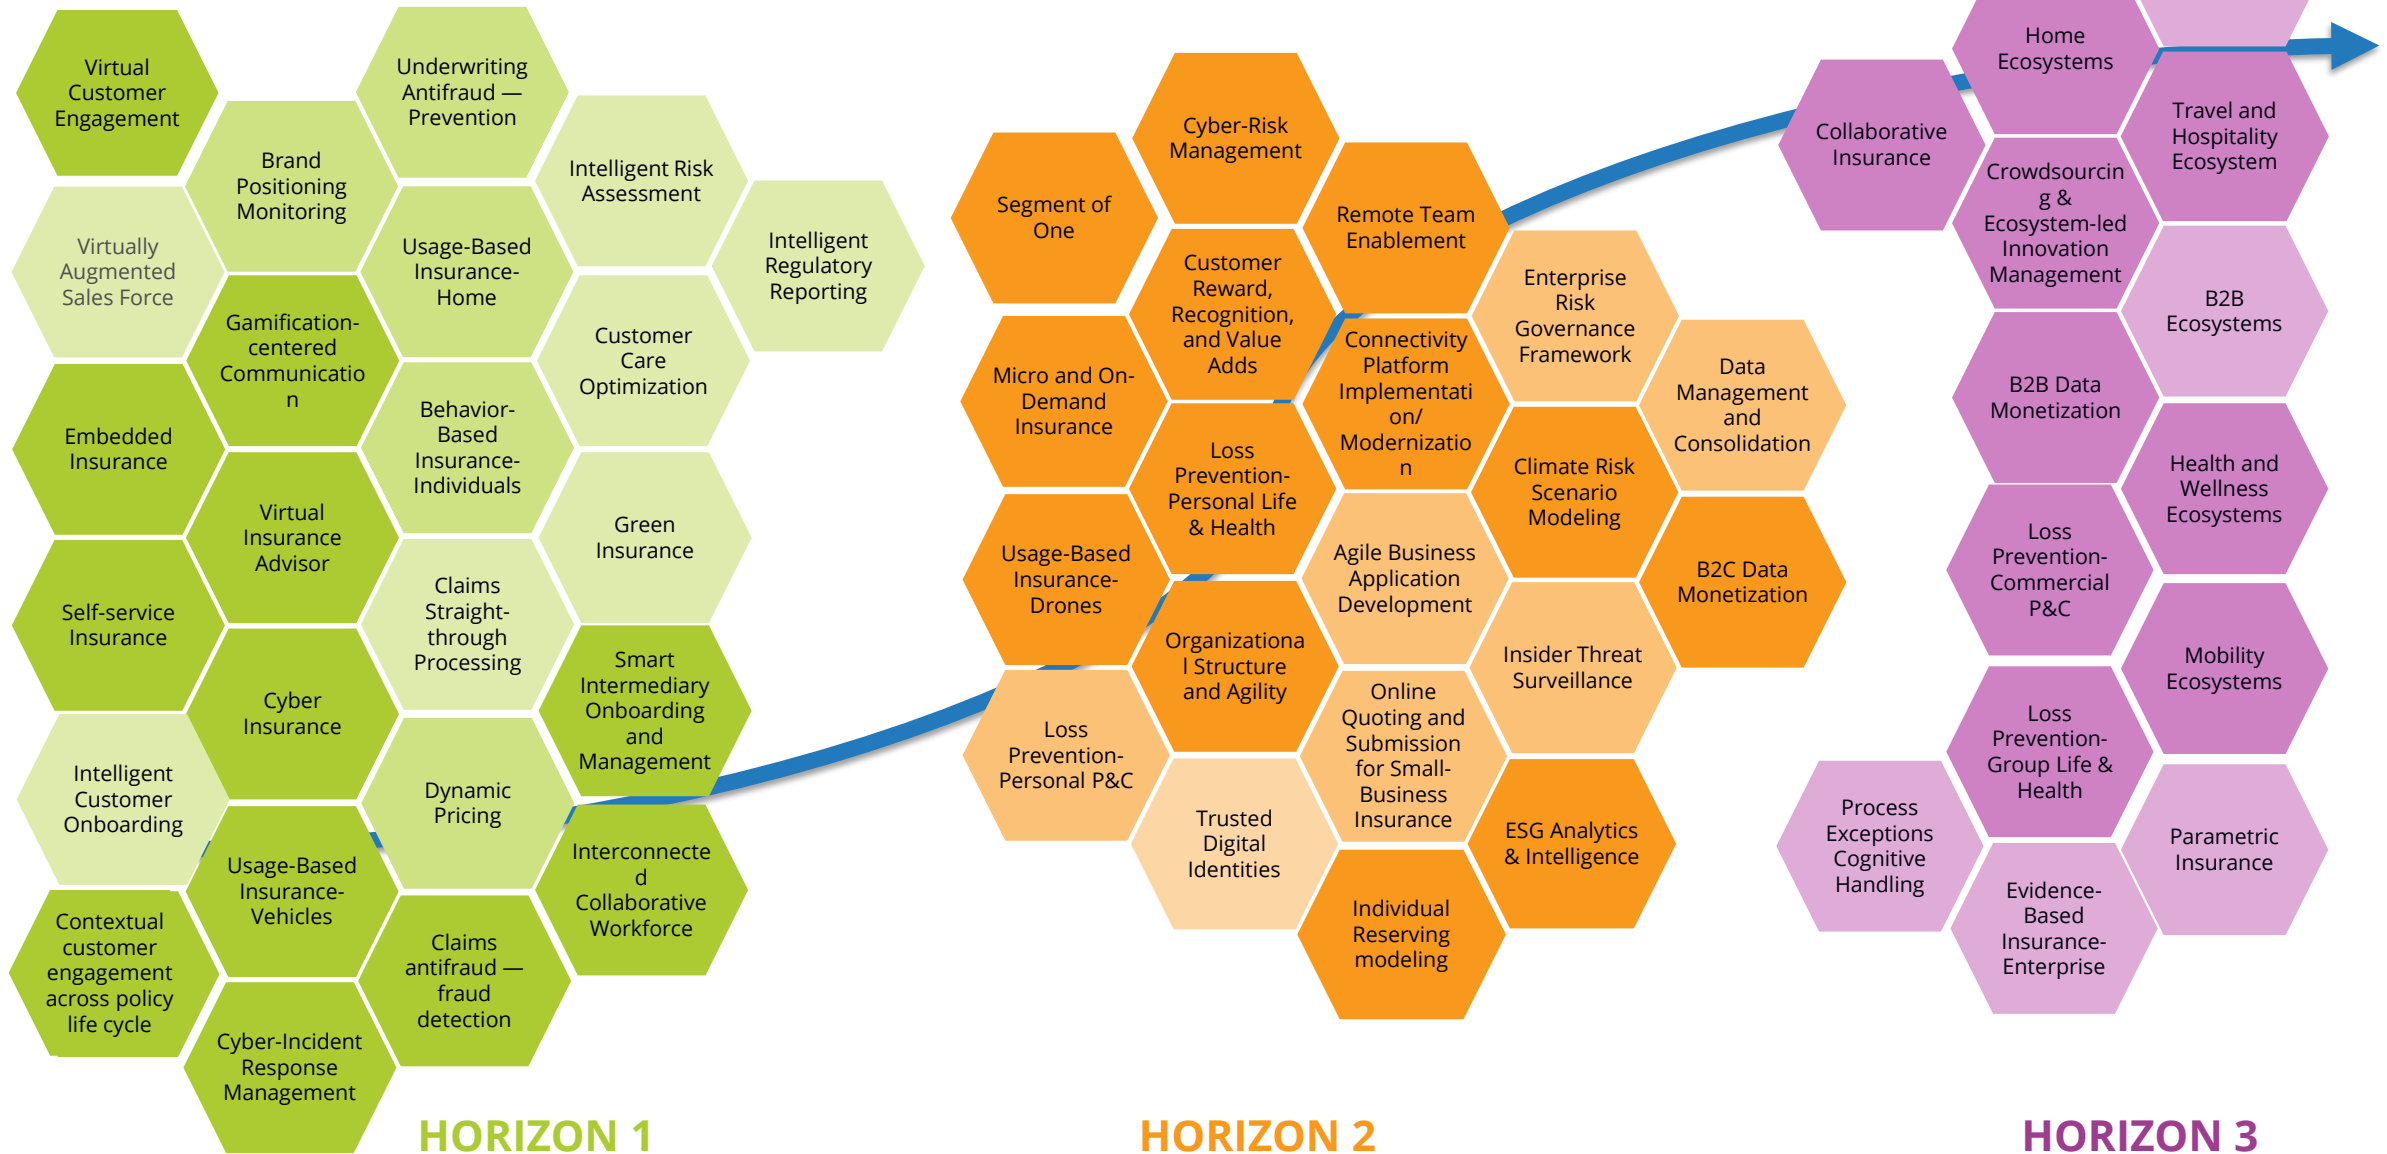 Virtual
Customer
Engagement
Underwriting
Antifraud —
Prevention
Brand
Positioning
Monitoring
Intelligent Risk
Assessment
Virtually
Augmented
Sales Force
Usage-Based
Insurance-
Home
Intelligent
Regulatory
Reporting
Gamification-
centered
Communicatio
n
Customer
Care
Optimization
Embedded
Insurance
Behavior-
Based
Insurance-
Individuals
Virtual
Insurance
Advisor
Green
Insurance
Self-service
Insurance
Claims
Straight-
through
Processing
Cyber
Insurance
Smart
Intermediary
Onboarding
and
Management
Intelligent
Customer
Onboarding
Dynamic
Pricing
Usage-Based
Insurance-
Vehicles
Interconnecte
d
Collaborative
Workforce
Contextual
customer
engagement
across policy
life cycle
Claims
antifraud —
fraud
detection
Cyber-Incident
Response
Management
HORIZON 1
Cyber-Risk
Management
Segment of
One
Remote Team
Enablement
Customer
Reward,
Recognition,
and Value
Adds
Enterprise
Risk
Governance
Framework
Micro and On-
Demand
Insurance
Connectivity
Platform
Implementati
on/
Modernizatio
n
Data
Management
and
Consolidation
Loss
Prevention-
Personal Life
& Health
Climate Risk
Scenario
Modeling
Usage-Based
Insurance-
Drones
Agile Business
Application
Development
B2C Data
Monetization
Organizationa
l Structure
and Agility
Insider Threat
Surveillance
Loss
Prevention-
Personal P&C
Online
Quoting and
Submission
for Small-
Business
Insurance
Trusted
Digital
Identities
ESG Analytics
& Intelligence
Individual
Reserving
modeling
HORIZON 2
Home
Ecosystems
Collaborative
Insurance
Travel and
Hospitality
Ecosystem
Crowdsourcin
g &
Ecosystem-led
Innovation
Management
B2B
Ecosystems
B2B Data
Monetization
Health and
Wellness
Ecosystems
Loss
Prevention-
Commercial
P&C
Mobility
Ecosystems
Loss
Prevention-
Group Life &
Health
Process
Exceptions
Cognitive
Handling
Parametric
Insurance
Evidence-
Based
Insurance-
Enterprise
HORIZON 3